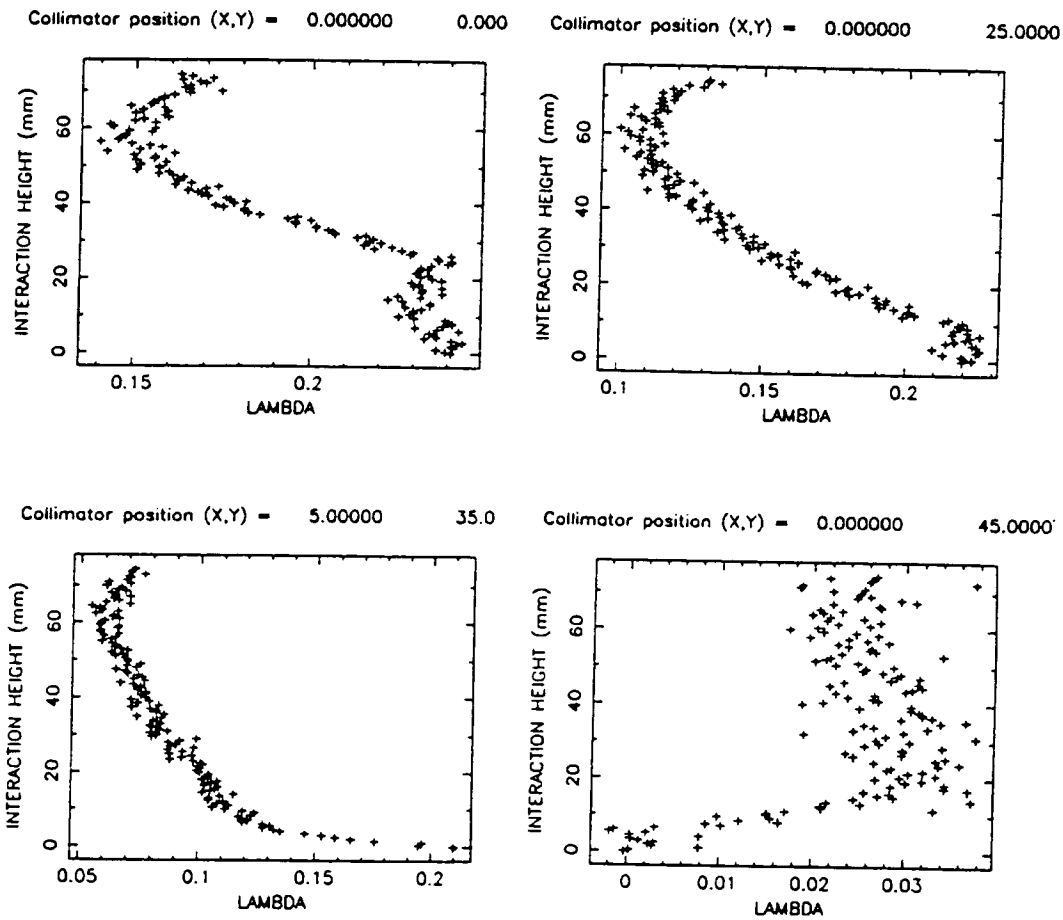 Collimator position (X,Y) = 0.000000 0.000
INTERACTION HEIGHT (mm)
60
40
20
0
0.15 0.2
LAMBDA
Collimator position (X,Y) = 0.000000 25.0000
INTERACTION HEIGHT (mm)
60
40
20
0
0.1 0.15 0.2
LAMBDA
Collimator position (X,Y) = 5.00000 35.0
INTERACTION HEIGHT (mm)
60
40
20
0
0.05 0.1 0.15 0.2
LAMBDA
Collimator position (X,Y) = 0.000000 45.0000
INTERACTION HEIGHT (mm)
60
40
20
0
0 0.01 0.02 0.03
LAMBDA